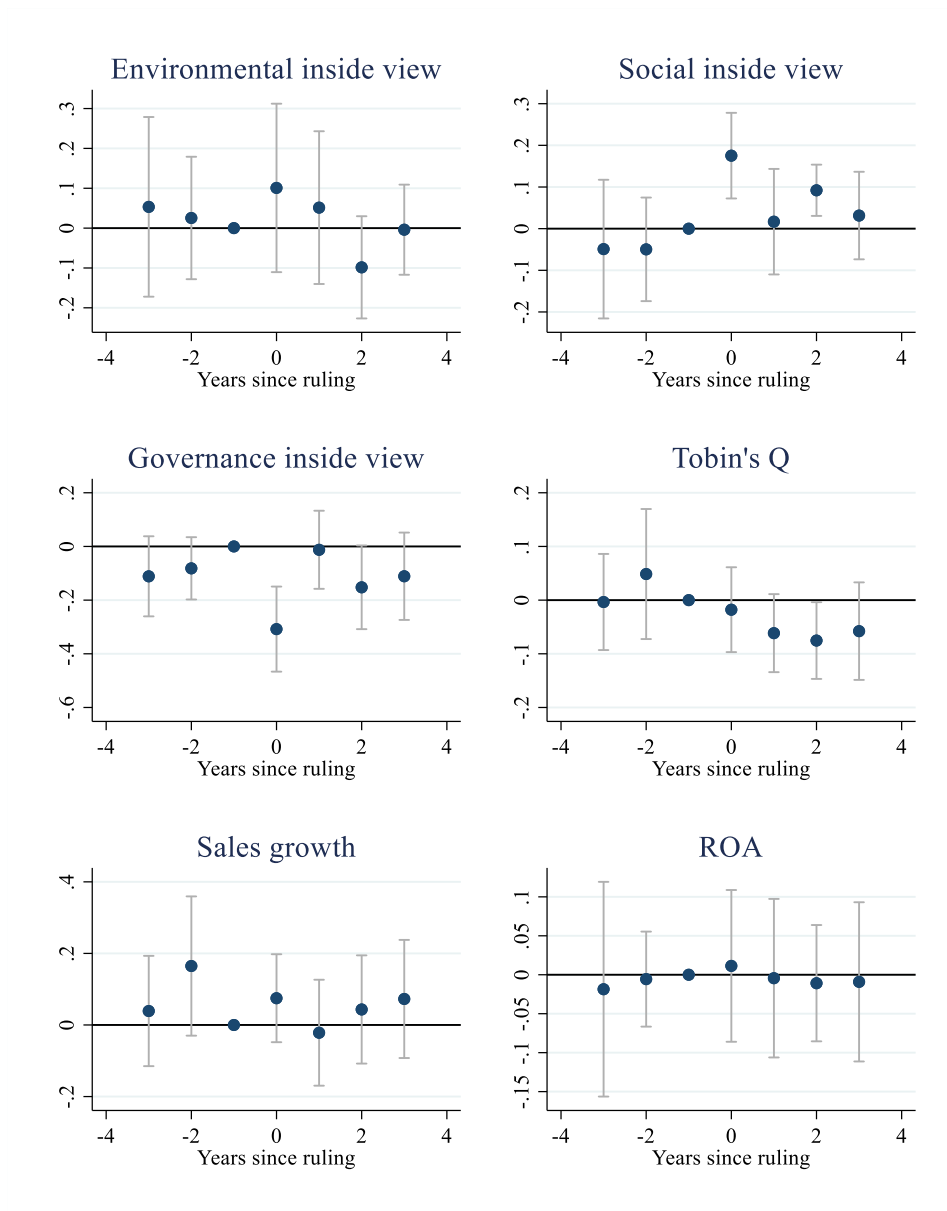 Environmental inside view
.3
.2
.1
0
-.1
-.2
-4 -2 0 2 4
Years since ruling
Social inside view
.3
.2
.1
0
-.1
-.2
-4 -2 0 2 4
Years since ruling
Governance inside view
.2
0
-.2
-.4
-.6
-4 -2 0 2 4
Years since ruling
Tobin's Q
.2
.1
0
-.1
-.2
-4 -2 0 2 4
Years since ruling
Sales growth
.4
.2
0
-.2
-4 -2 0 2 4
Years since ruling
ROA
.1
.05
0
-.05
-.1
-.15
-4 -2 0 2 4
Years since ruling